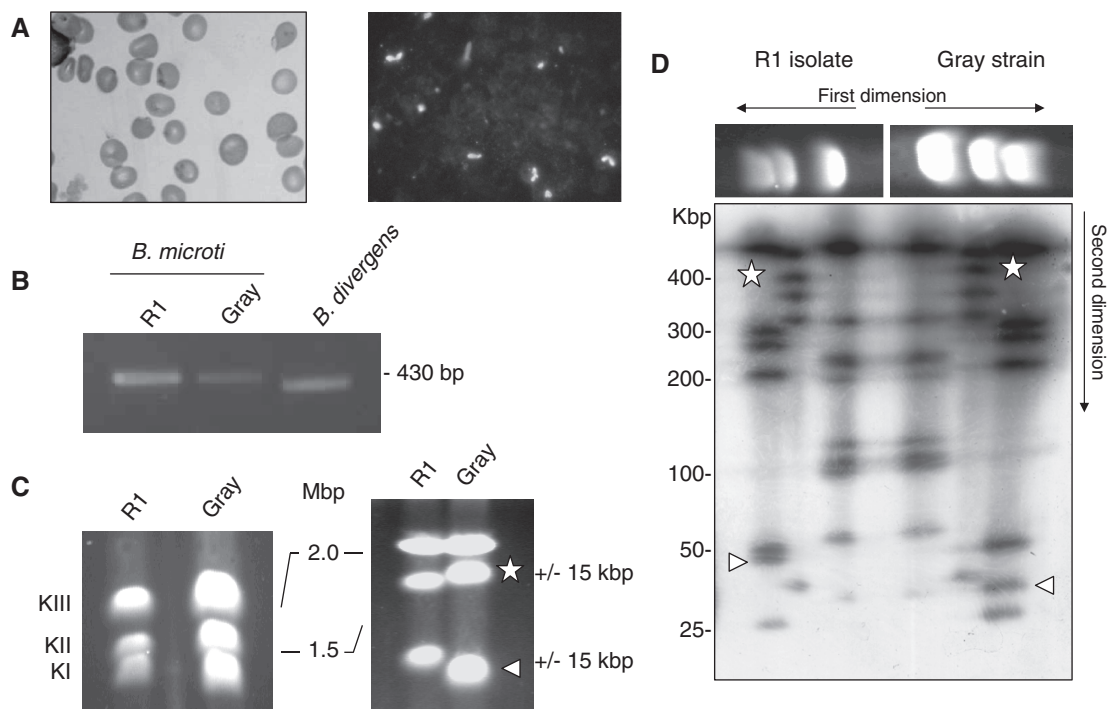 A
B
B. microti
R1
Gray
B. divergens
- 430 bp
C
R1
Gray
KIII
KII
KI
Mbp
2.0
1.5
R1
Gray
+/- 15 kbp
+/- 15 kbp
D
R1 isolate
Gray strain
First dimension
Kbp
400-
300-
200-
100-
50-
25-
Second dimension